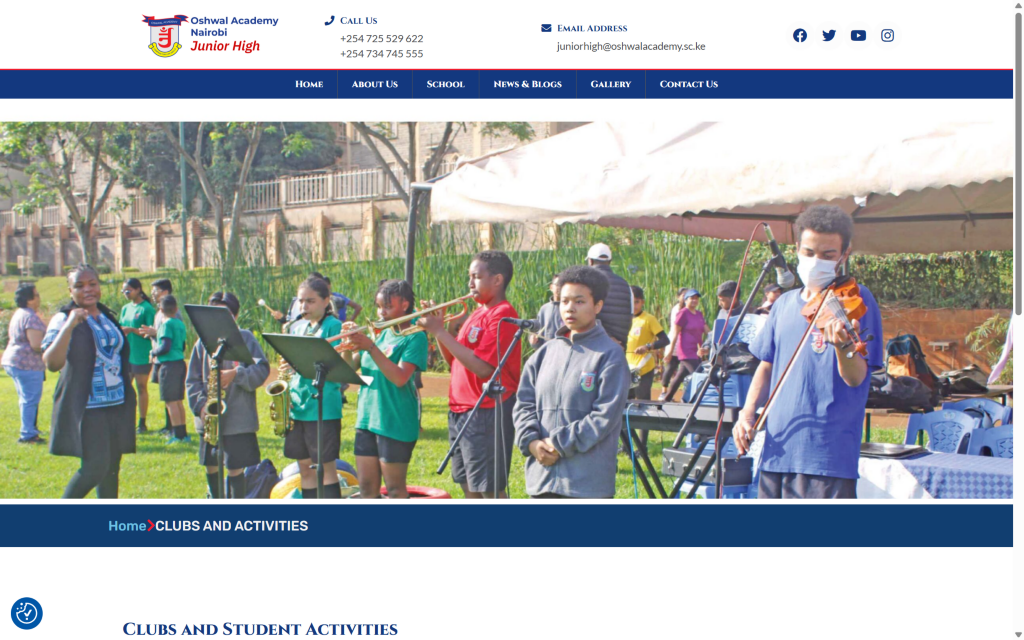 Oshwal Academy
Nairobi
Junior High
Call Us
+254 725 529 622
+254 734 745 555
Email Address
juniorhigh@oshwalacademy.sc.ke
Home
About Us
School
News & Blogs
Gallery
Contact Us
Home
CLUBS AND ACTIVITIES
Clubs and Student Activities